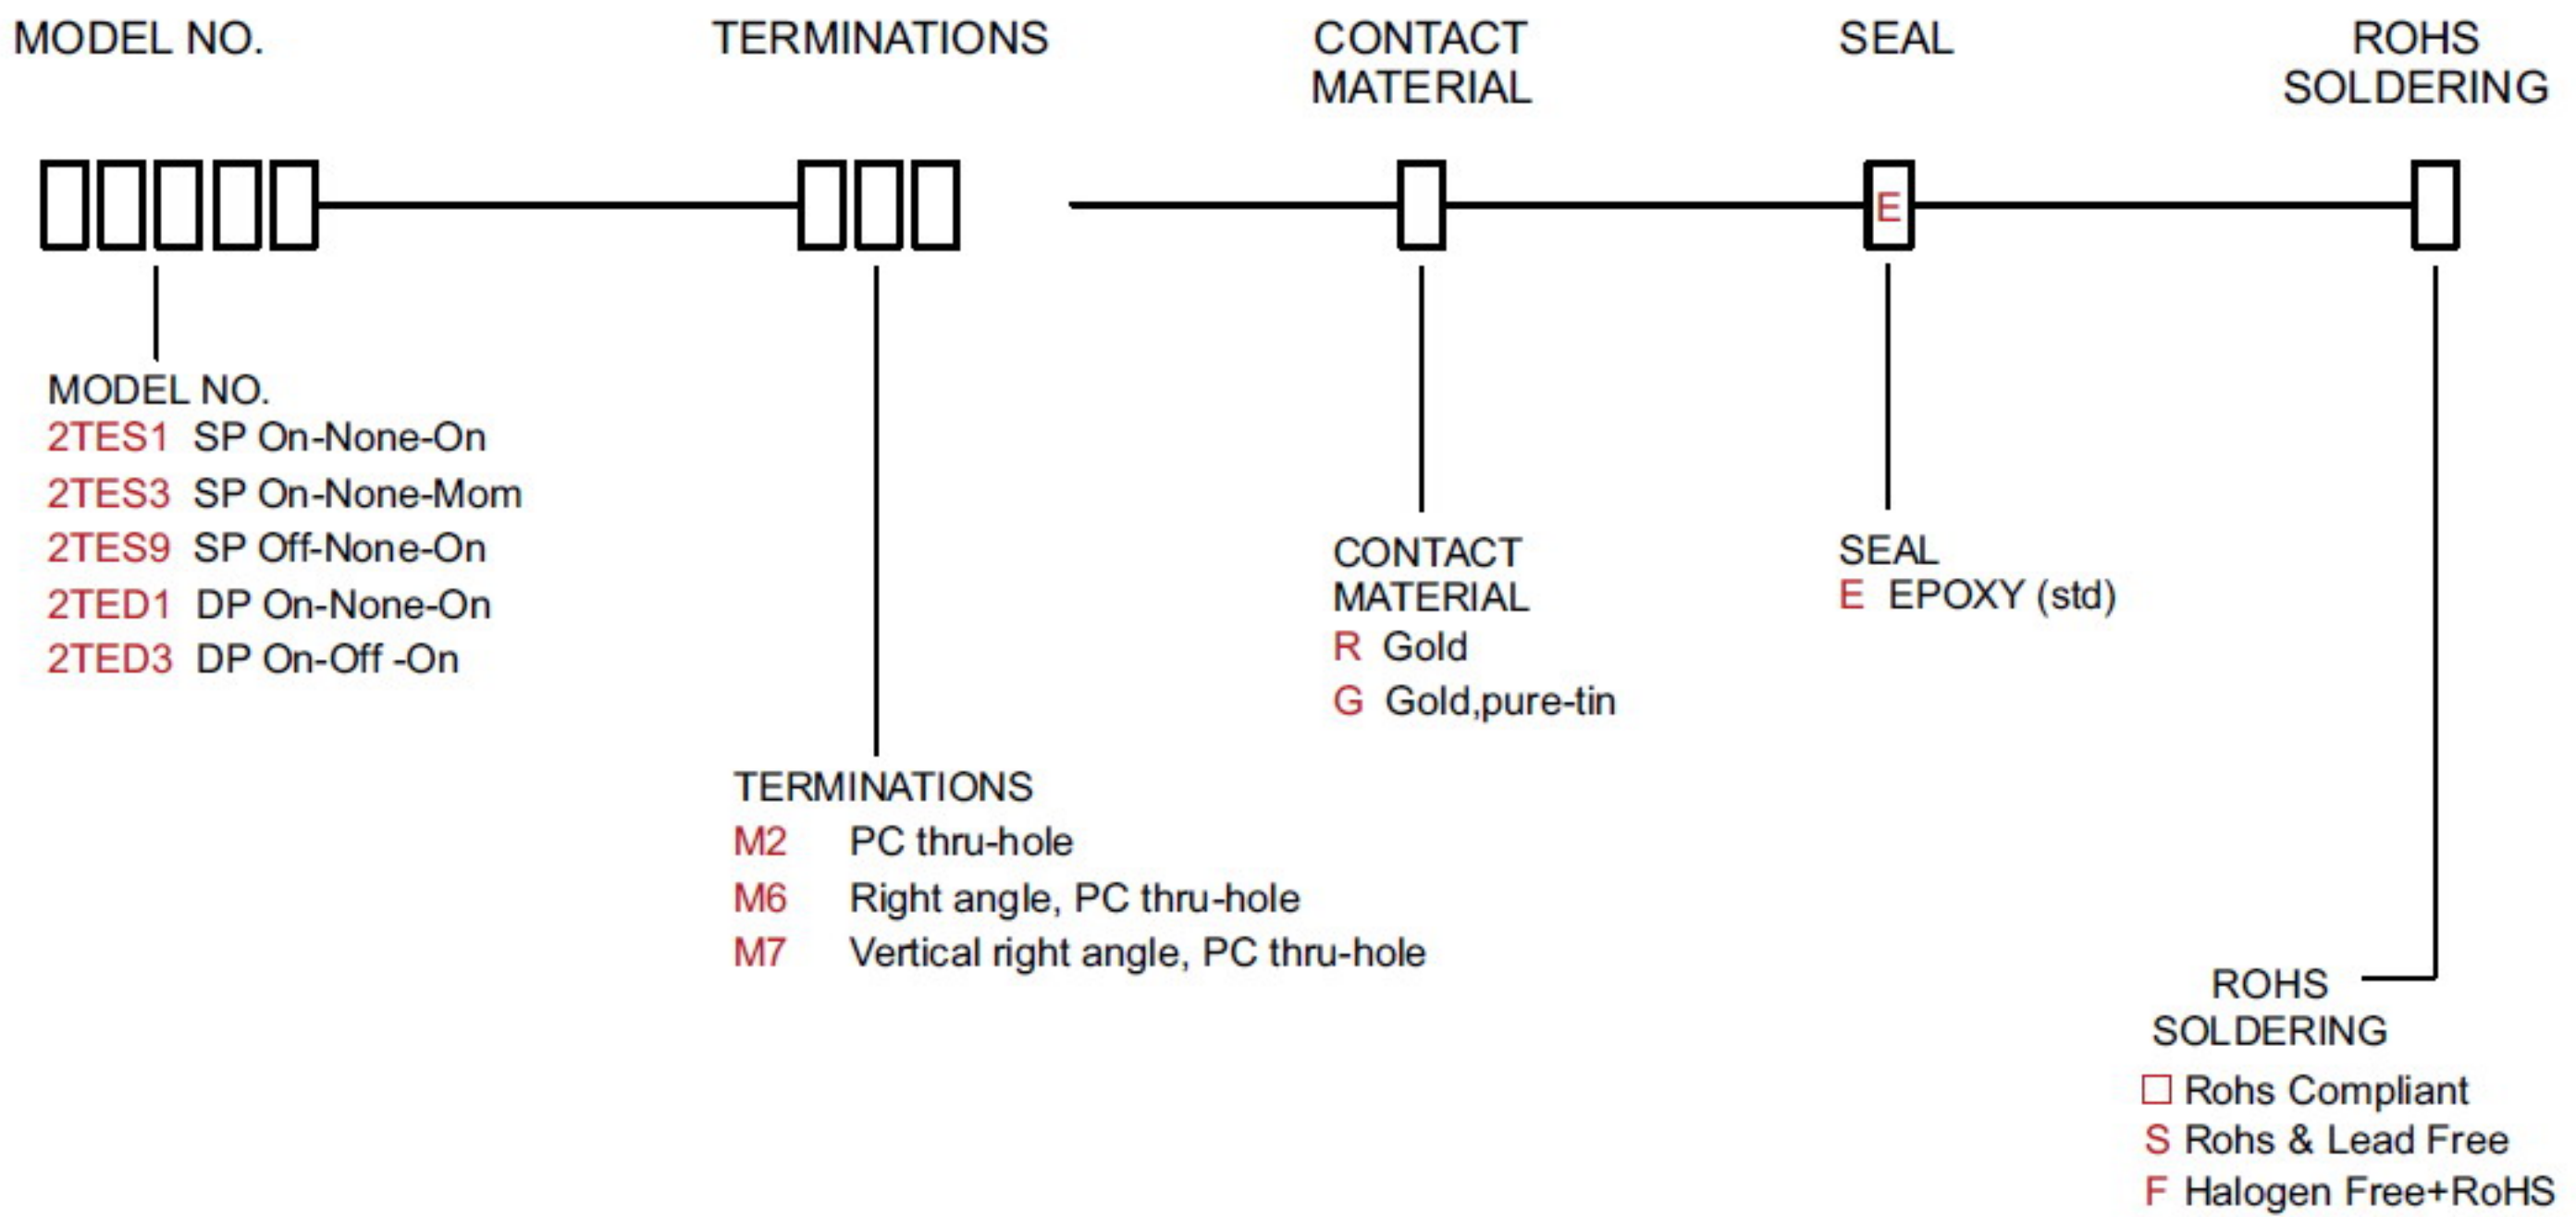 MODEL NO.
TERMINATIONS
CONTACT
MATERIAL
SEAL
ROHS
SOLDERING
E
MODEL NO.
2TES1 SP On-None-On
2TES3 SP On-None-Mom
2TES9 SP Off-None-On
2TED1 DP On-None-On
2TED3 DP On-Off -On
TERMINATIONS
M2 PC thru-hole
M6 Right angle, PC thru-hole
M7 Vertical right angle, PC thru-hole
CONTACT
MATERIAL
R Gold
G Gold,pure-tin
SEAL
E EPOXY (std)
ROHS
SOLDERING
□ Rohs Compliant
S Rohs & Lead Free
F Halogen Free+RoHS